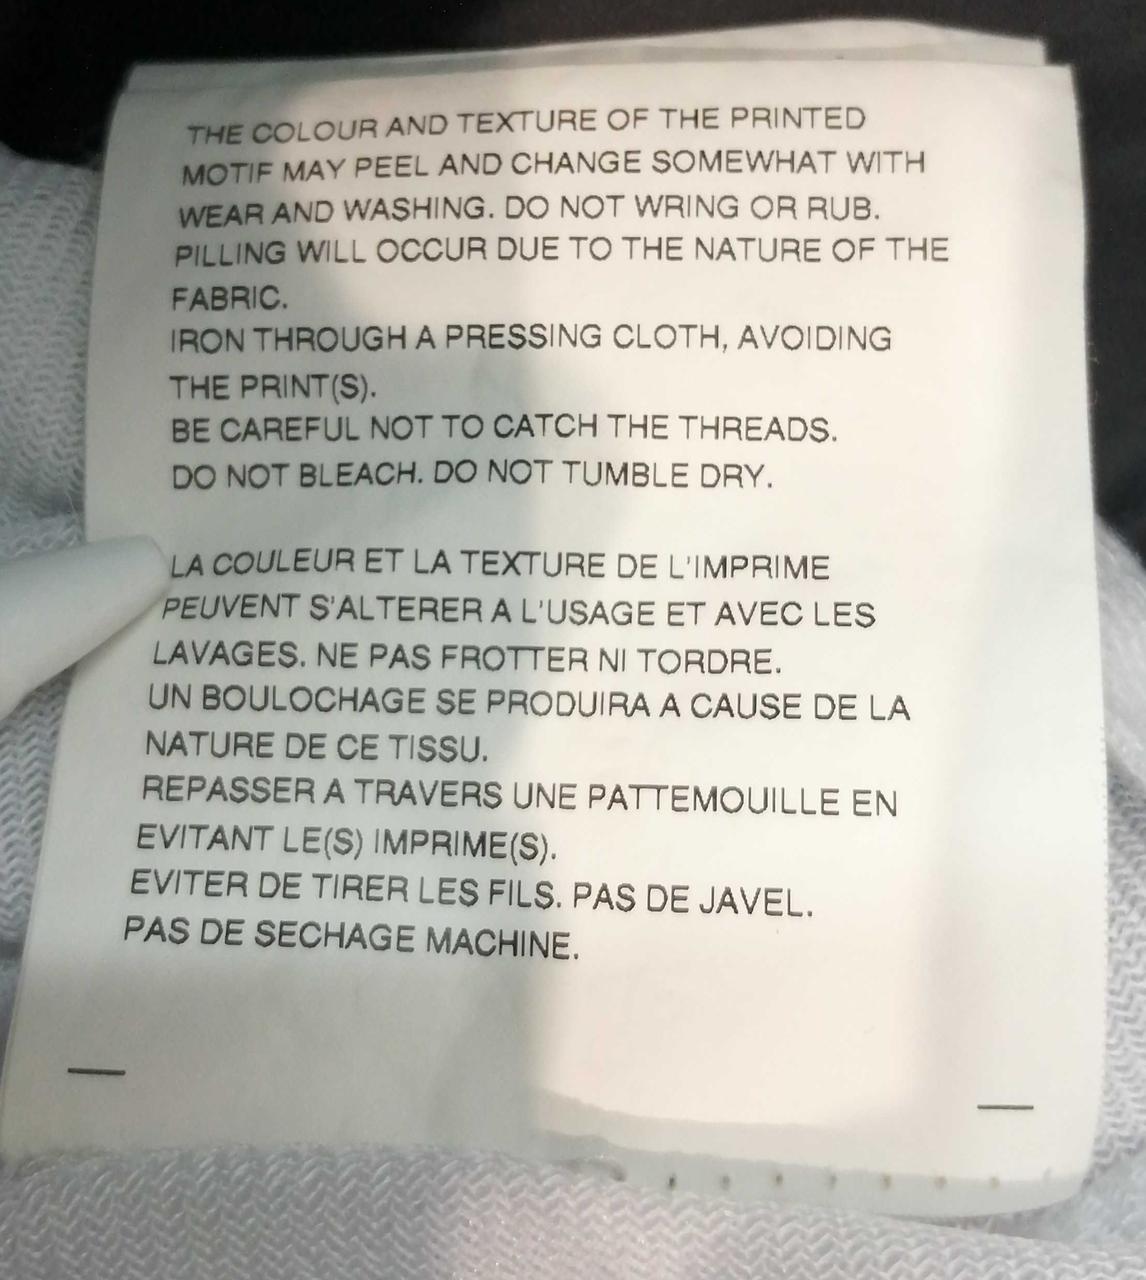 THE COLOUR AND TEXTURE OF THE PRINTED
MOTIF MAY PEEL AND CHANGE SOMEWHAT WITH
WEAR AND WASHING. DO NOT WRING OR RUB.
PILLING WILL OCCUR DUE TO THE NATURE OF THE
FABRIC.
IRON THROUGH A PRESSING CLOTH, AVOIDING
THE PRINT(S).
BE CAREFUL NOT TO CATCH THE THREADS.
DO NOT BLEACH. DO NOT TUMBLE DRY.
LA COULEUR ET LA TEXTURE DE L'IMPRIME
PEUVENT S'ALTERER A L'USAGE ET AVEC LES
LAVAGES. NE PAS FROTTER NI TORDRE.
UN BOULOCHAGE SE PRODUIRA A CAUSE DE LA
NATURE DE CE TISSU.
REPASSER A TRAVERS UNE PATTEMOUILLE EN
EVITANT LE(S) IMPRIME(S).
EVITER DE TIRER LES FILS. PAS DE JAVEL.
PAS DE SECHAGE MACHINE.